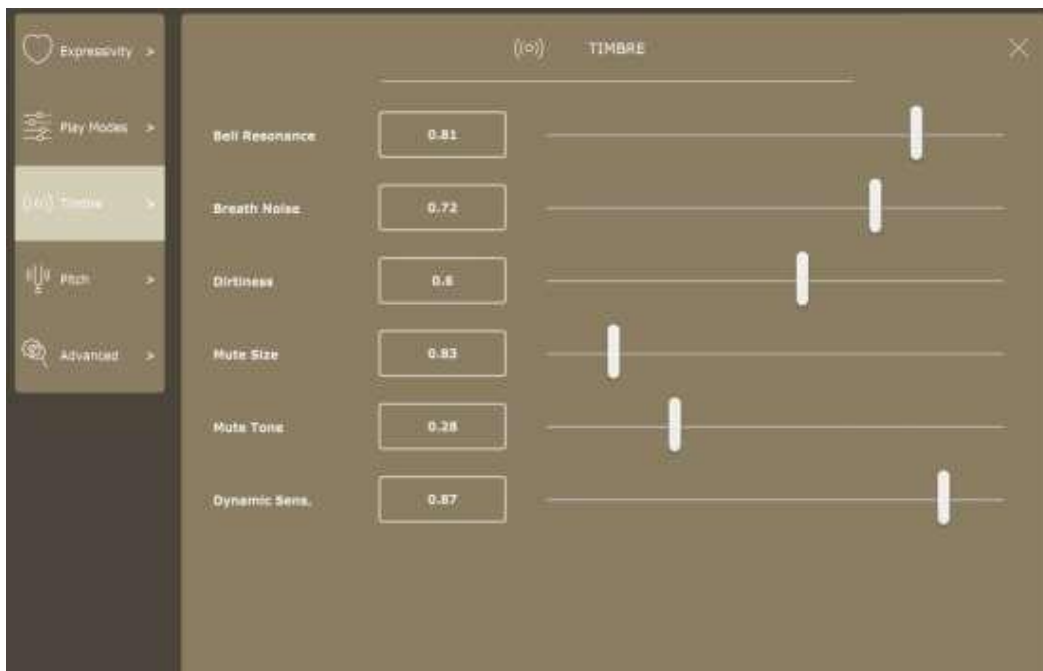 Expressivity >
Play Modes >
Timbre >
Pitch >
Advanced >
TIMBRE
Bell Resonance 0.81
Breath Noise 0.72
Dirtiness 0.6
Mute Size 0.83
Mute Tone 0.28
Dynamic Sens. 0.87